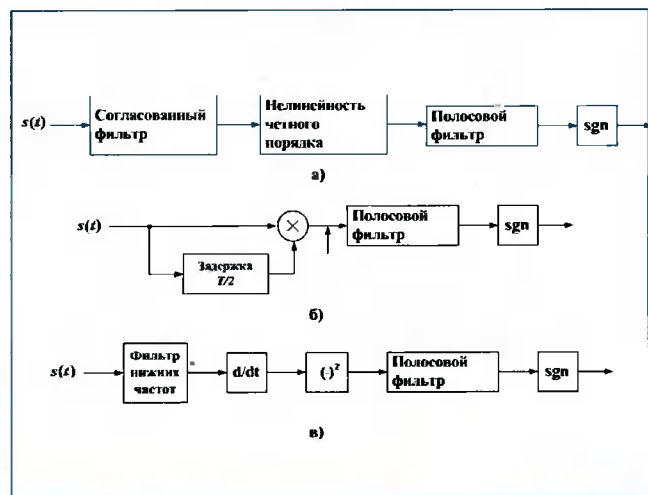 s(t)
Согласованный
фильтр
Нелинейность
четного
порядка
Полосовой
фильтр
sgn
а)
s(t)
Задержка
T/2
×
Полосовой
фильтр
sgn
б)
s(t)
Фильтр
нижних
частот
d/dt
(·)²
Полосовой
фильтр
sgn
в)